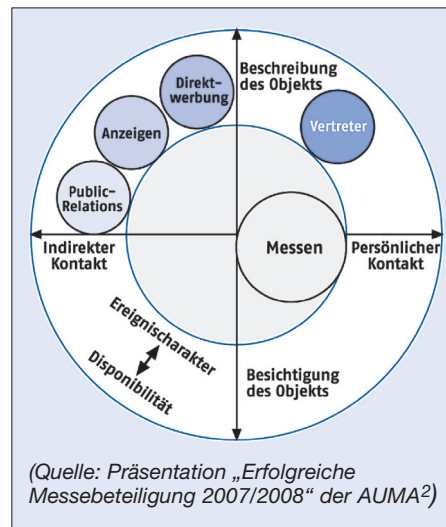 Direkt-
werbung
Beschreibung
des Objekts
Anzeigen
Vertreter
Public-
Relations
Messen
Indirekter
Kontakt
Persönlicher
Kontakt
Ereignischarakter
Disponibilität
Besichtigung
des Objekts
(Quelle: Präsentation „Erfolgreiche
Messebeteiligung 2007/2008“ der AUMA²)